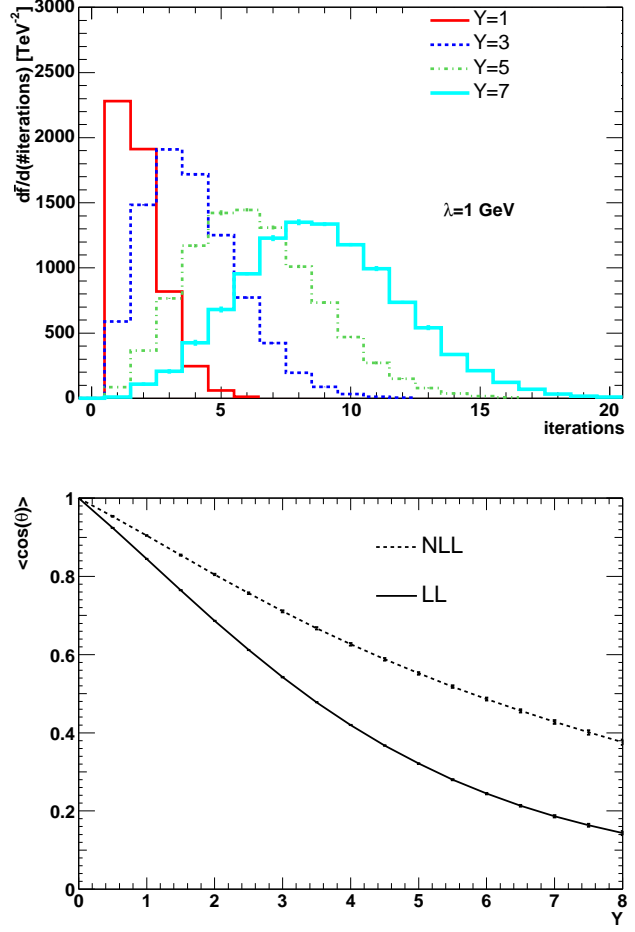 df̄/d(#iterations) [TeV⁻²]
3000
2500
2000
1500
1000
500
0
Y=1
Y=3
Y=5
Y=7
λ=1 GeV
0 5 10 15 20
iterations
<cos(θ)>
1
0.8
0.6
0.4
0.2
0
NLL
LL
0 1 2 3 4 5 6 7 8
Y